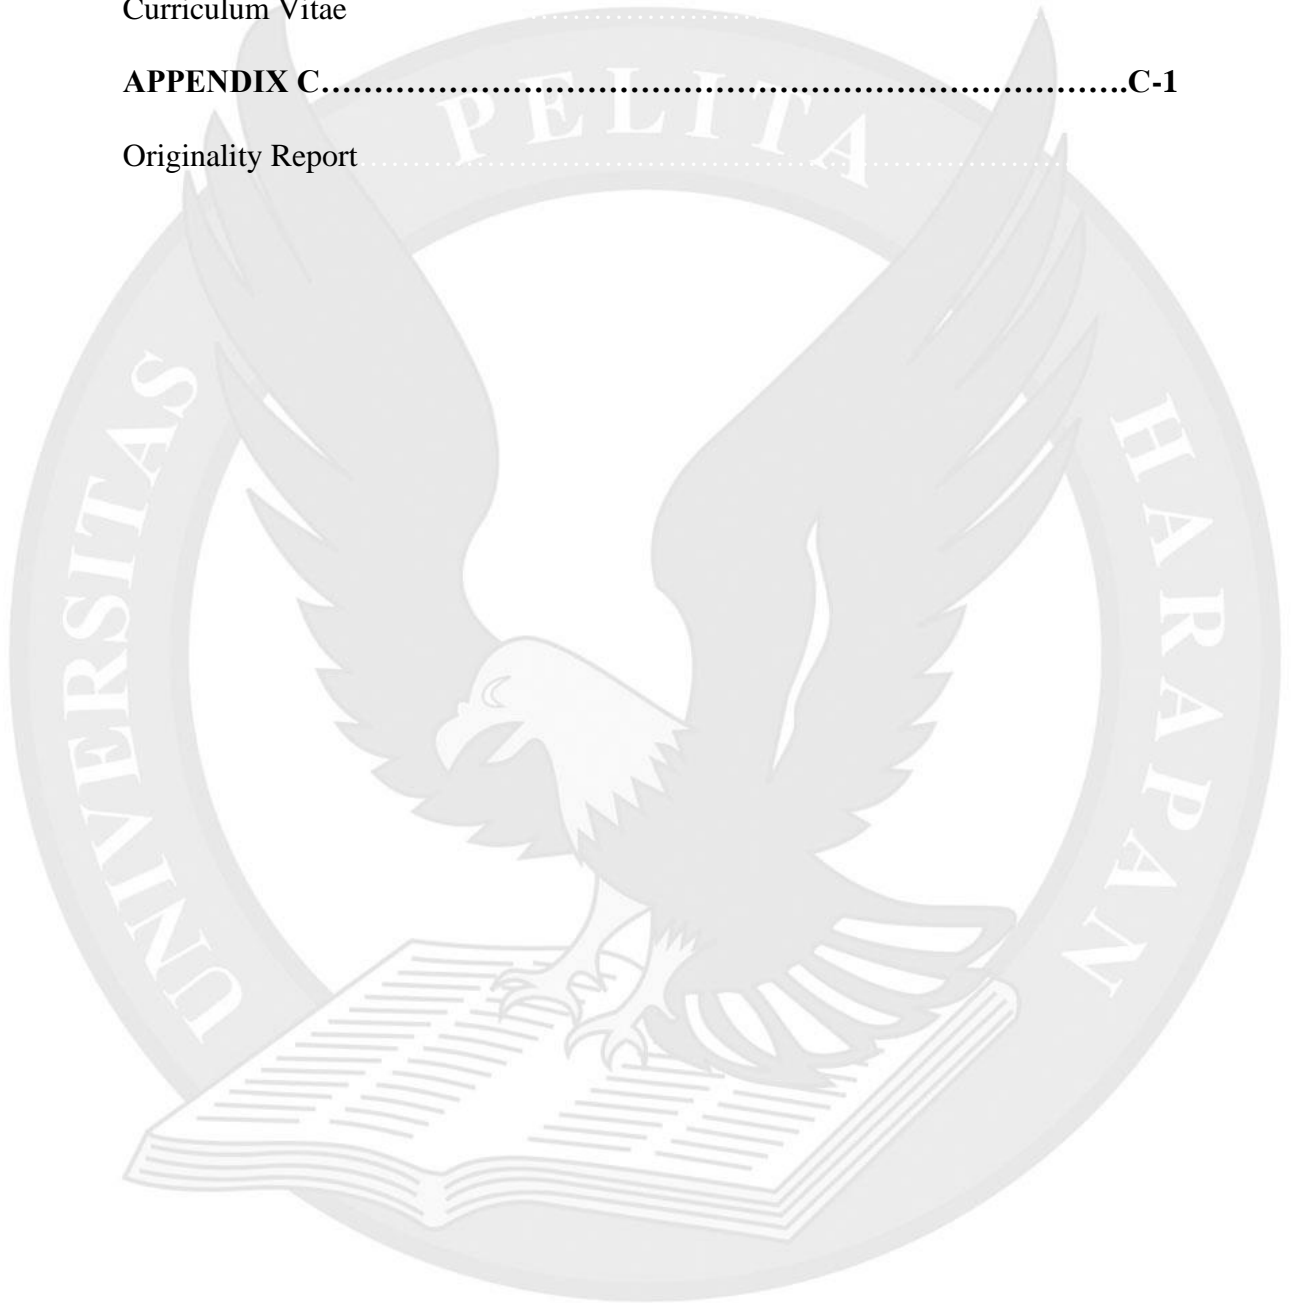 Curriculum Vitae
APPENDIX C……………………………………………………………………….C-1
Originality Report
UNIVERSITAS PELITA HARAPAN